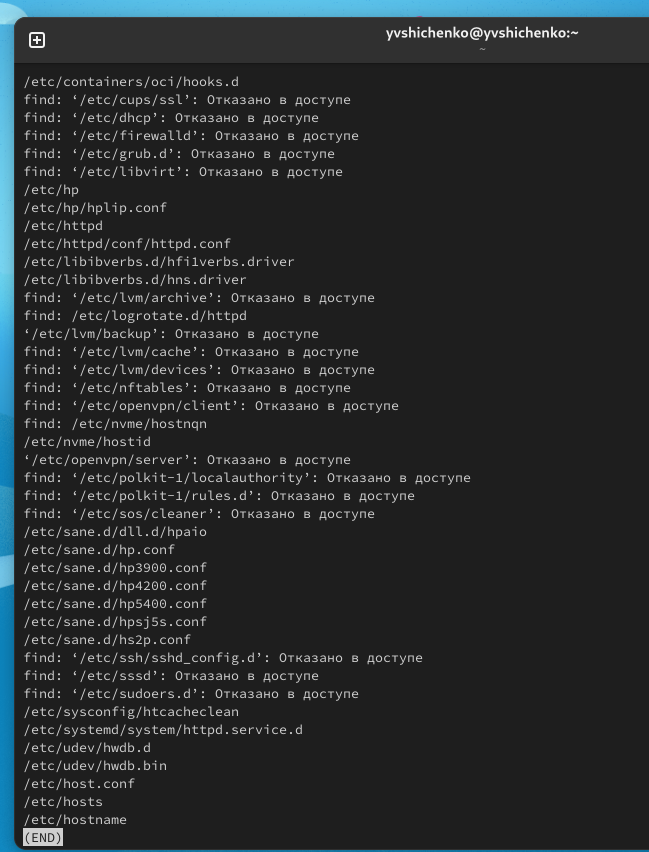 yvshichenko@yvshichenko:~
~
/etc/containers/oci/hooks.d
find: ‘/etc/cups/ssl’: Отказано в доступе
find: ‘/etc/dhcp’: Отказано в доступе
find: ‘/etc/firewalld’: Отказано в доступе
find: ‘/etc/grub.d’: Отказано в доступе
find: ‘/etc/libvirt’: Отказано в доступе
/etc/hp
/etc/hp/hplip.conf
/etc/httpd
/etc/httpd/conf/httpd.conf
/etc/libibverbs.d/hfi1verbs.driver
/etc/libibverbs.d/hns.driver
find: ‘/etc/lvm/archive’: Отказано в доступе
find: /etc/logrotate.d/httpd
‘/etc/lvm/backup’: Отказано в доступе
find: ‘/etc/lvm/cache’: Отказано в доступе
find: ‘/etc/lvm/devices’: Отказано в доступе
find: ‘/etc/nftables’: Отказано в доступе
find: ‘/etc/openvpn/client’: Отказано в доступе
find: /etc/nvme/hostnqn
/etc/nvme/hostid
‘/etc/openvpn/server’: Отказано в доступе
find: ‘/etc/polkit-1/localauthority’: Отказано в доступе
find: ‘/etc/polkit-1/rules.d’: Отказано в доступе
find: ‘/etc/sos/cleaner’: Отказано в доступе
/etc/sane.d/dll.d/hpaio
/etc/sane.d/hp.conf
/etc/sane.d/hp3900.conf
/etc/sane.d/hp4200.conf
/etc/sane.d/hp5400.conf
/etc/sane.d/hpsj5s.conf
/etc/sane.d/hs2p.conf
find: ‘/etc/ssh/sshd_config.d’: Отказано в доступе
find: ‘/etc/sssd’: Отказано в доступе
find: ‘/etc/sudoers.d’: Отказано в доступе
/etc/sysconfig/htcacheclean
/etc/systemd/system/httpd.service.d
/etc/udev/hwdb.d
/etc/udev/hwdb.bin
/etc/host.conf
/etc/hosts
/etc/hostname
(END)